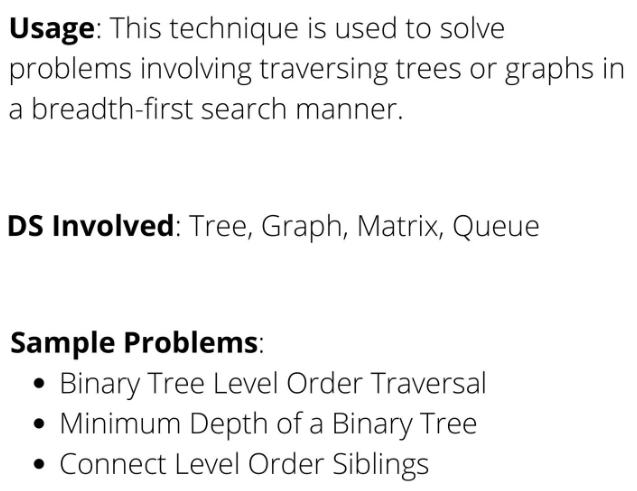 Usage: This technique is used to solve
problems involving traversing trees or graphs in
a breadth-first search manner.
DS Involved: Tree, Graph, Matrix, Queue
Sample Problems:
• Binary Tree Level Order Traversal
• Minimum Depth of a Binary Tree
• Connect Level Order Siblings